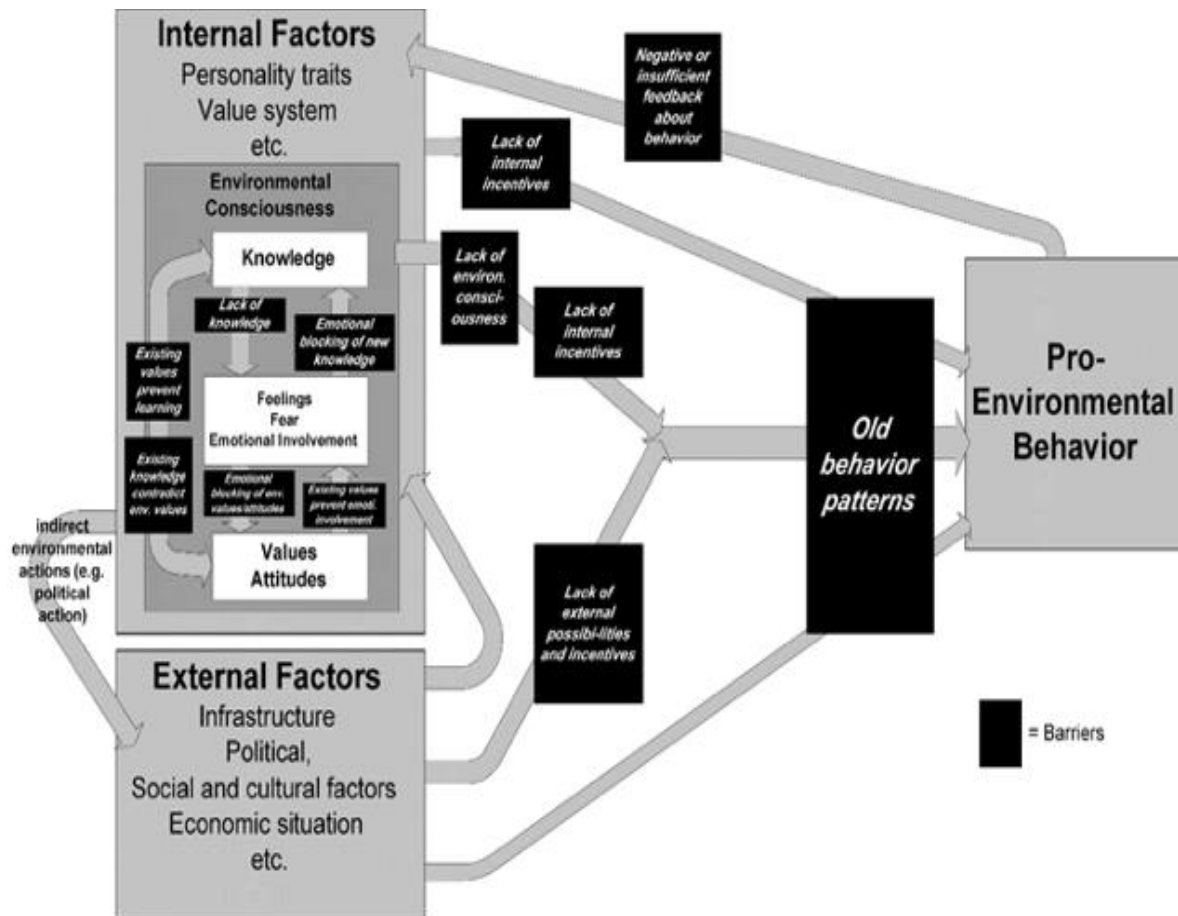 Internal Factors
Personality traits
Value system
etc.
Environmental
Consciousness
Knowledge
Lack of
knowledge
Emotional
blocking of new
knowledge
Existing
values
prevent
learning
Feelings
Fear
Emotional Involvement
Existing
knowledge
contradict
env. values
Emotional
blocking of env.
values/attitudes
Existing values
prevent emot.
involvement
Values
Attitudes
indirect
environmental
actions (e.g.
political
action)
External Factors
Infrastructure
Political,
Social and cultural factors
Economic situation
etc.
Negative or
insufficient
feedback
about
behavior
Lack of
internal
incentives
Lack of
environ.
consci-
ousness
Lack of
internal
incentives
Lack of
external
possibi-lities
and incentives
Old
behavior
patterns
Pro-
Environmental
Behavior
= Barriers